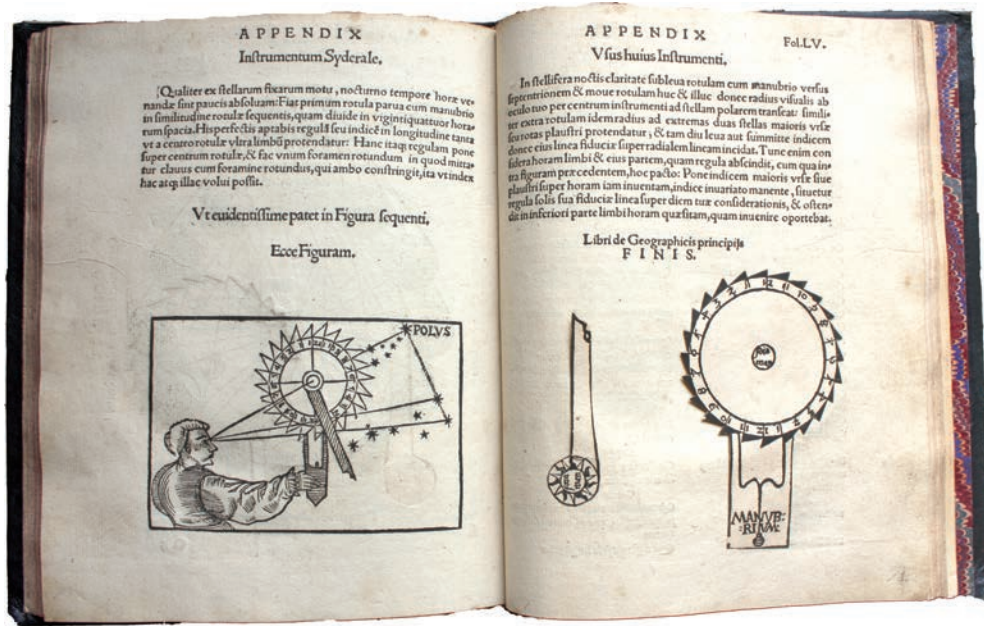 APPENDIX
Instrumentum Syderale.
Qualiter ex stellarum fixarum motu, nocturno tempore horæ ve-
nandæ sint paucis absoluam: Fiat primum rotula parua cum manubrio
in similitudine rotulæ sequentis, quam diuide in vigintiquattuor hora-
rum spacia. His perfectis aptabis regulã seu indicẽ in longitudine tanta
vt a centro rotulæ vltra limbũ protendatur: Hanc itaq; regulam pone
super centrum rotulæ, & fac vnum foramen rotundum in quod mitta-
tur clauus cum foramine rotundus, qui ambo constringit, ita vt index
hac atq; illac volui possit.
Vt euidentissime patet in Figura sequenti.
Ecce Figuram.
POLVS
APPENDIX
Fol.LV.
Vsus huius Instrumenti.
In stellifera noctis claritate subleua rotulam cum manubrio versus
septentrionem & moue rotulam huc & illuc donec radius visualis ab
oculo tuo per centrum instrumenti ad stellam polarem transeat: simili-
ter extra rotulam idem radius ad extremas duas stellas maioris vrsæ
seu rotas plaustri protendatur, & tam diu leua aut summitte indicem
donec eius linea fiduciæ super radialem lineam incidat. Tunc enim con
sidera horam limbi & eius partem, quam regula abscindit, cum qua in-
tra figuram præcedentem, hoc pacto: Pone indicem maioris vrsæ siue
plaustri super horam iam inuentam, indice inuariato manente, situetur
regula solis sua fiduciæ linea super diem tuæ considerationis, & osten-
dit in inferiori parte limbi horam quæsitam, quam inuenire oportebat.
Libri de Geographicis principijs
FINIS.
MANVB:
:RIVM: